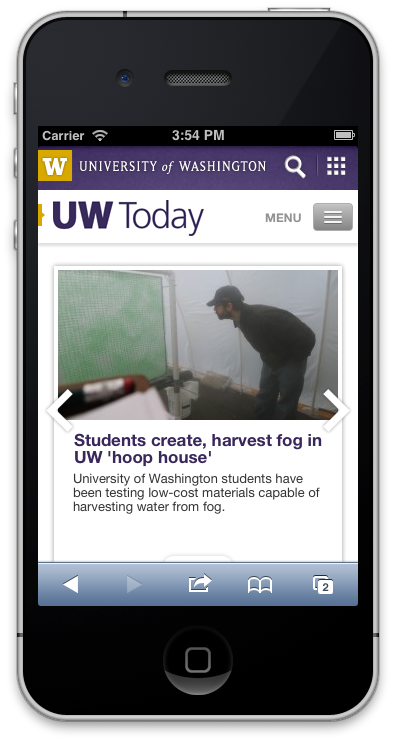 Carrier 3:54 PM
W UNIVERSITY of WASHINGTON
UW Today MENU
Students create, harvest fog in
UW 'hoop house'
University of Washington students have
been testing low-cost materials capable of
harvesting water from fog.
2